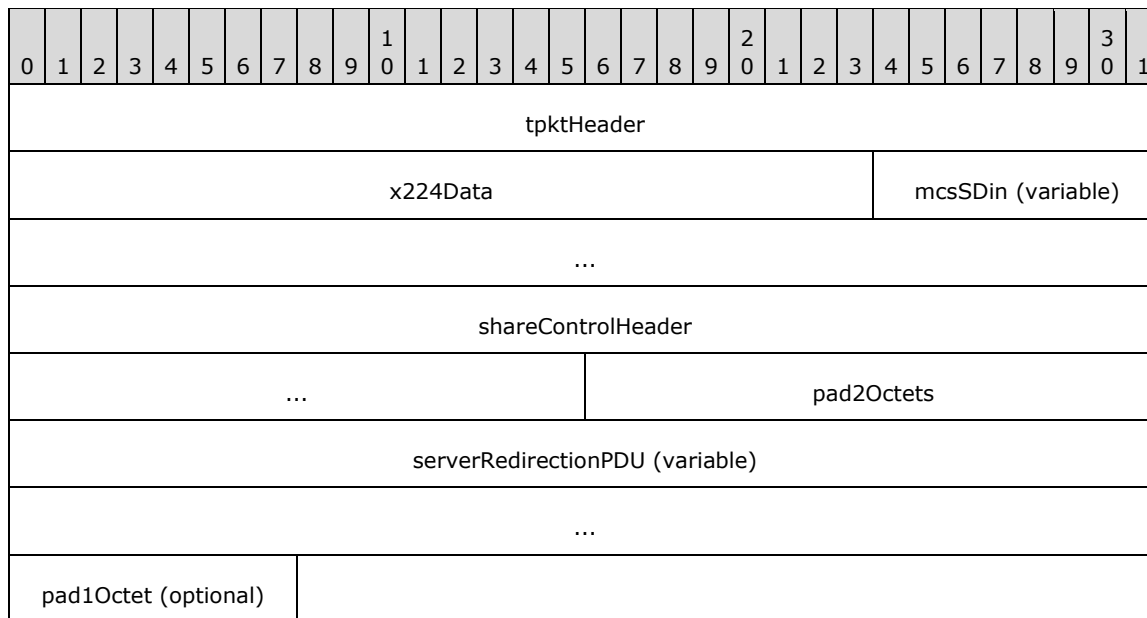 0 1 2 3 4 5 6 7 8 9 1 0 1 2 3 4 5 6 7 8 9 2 0 1 2 3 4 5 6 7 8 9 3 0 1
tpktHeader
x224Data mcsSDin (variable)
...
shareControlHeader
... pad2Octets
serverRedirectionPDU (variable)
...
pad1Octet (optional)